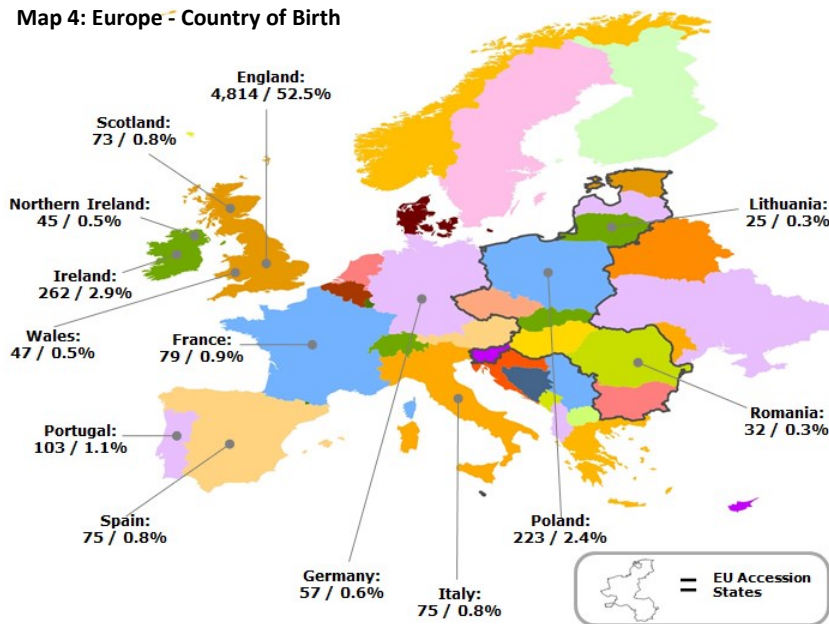 Map 4: Europe - Country of Birth
England:
4,814 / 52.5%
Scotland:
73 / 0.8%
Northern Ireland:
45 / 0.5%
Lithuania:
25 / 0.3%
Ireland:
262 / 2.9%
Wales:
47 / 0.5%
France:
79 / 0.9%
Romania:
32 / 0.3%
Portugal:
103 / 1.1%
Spain:
75 / 0.8%
Poland:
223 / 2.4%
Germany:
57 / 0.6%
Italy:
75 / 0.8%
= EU Accession
States